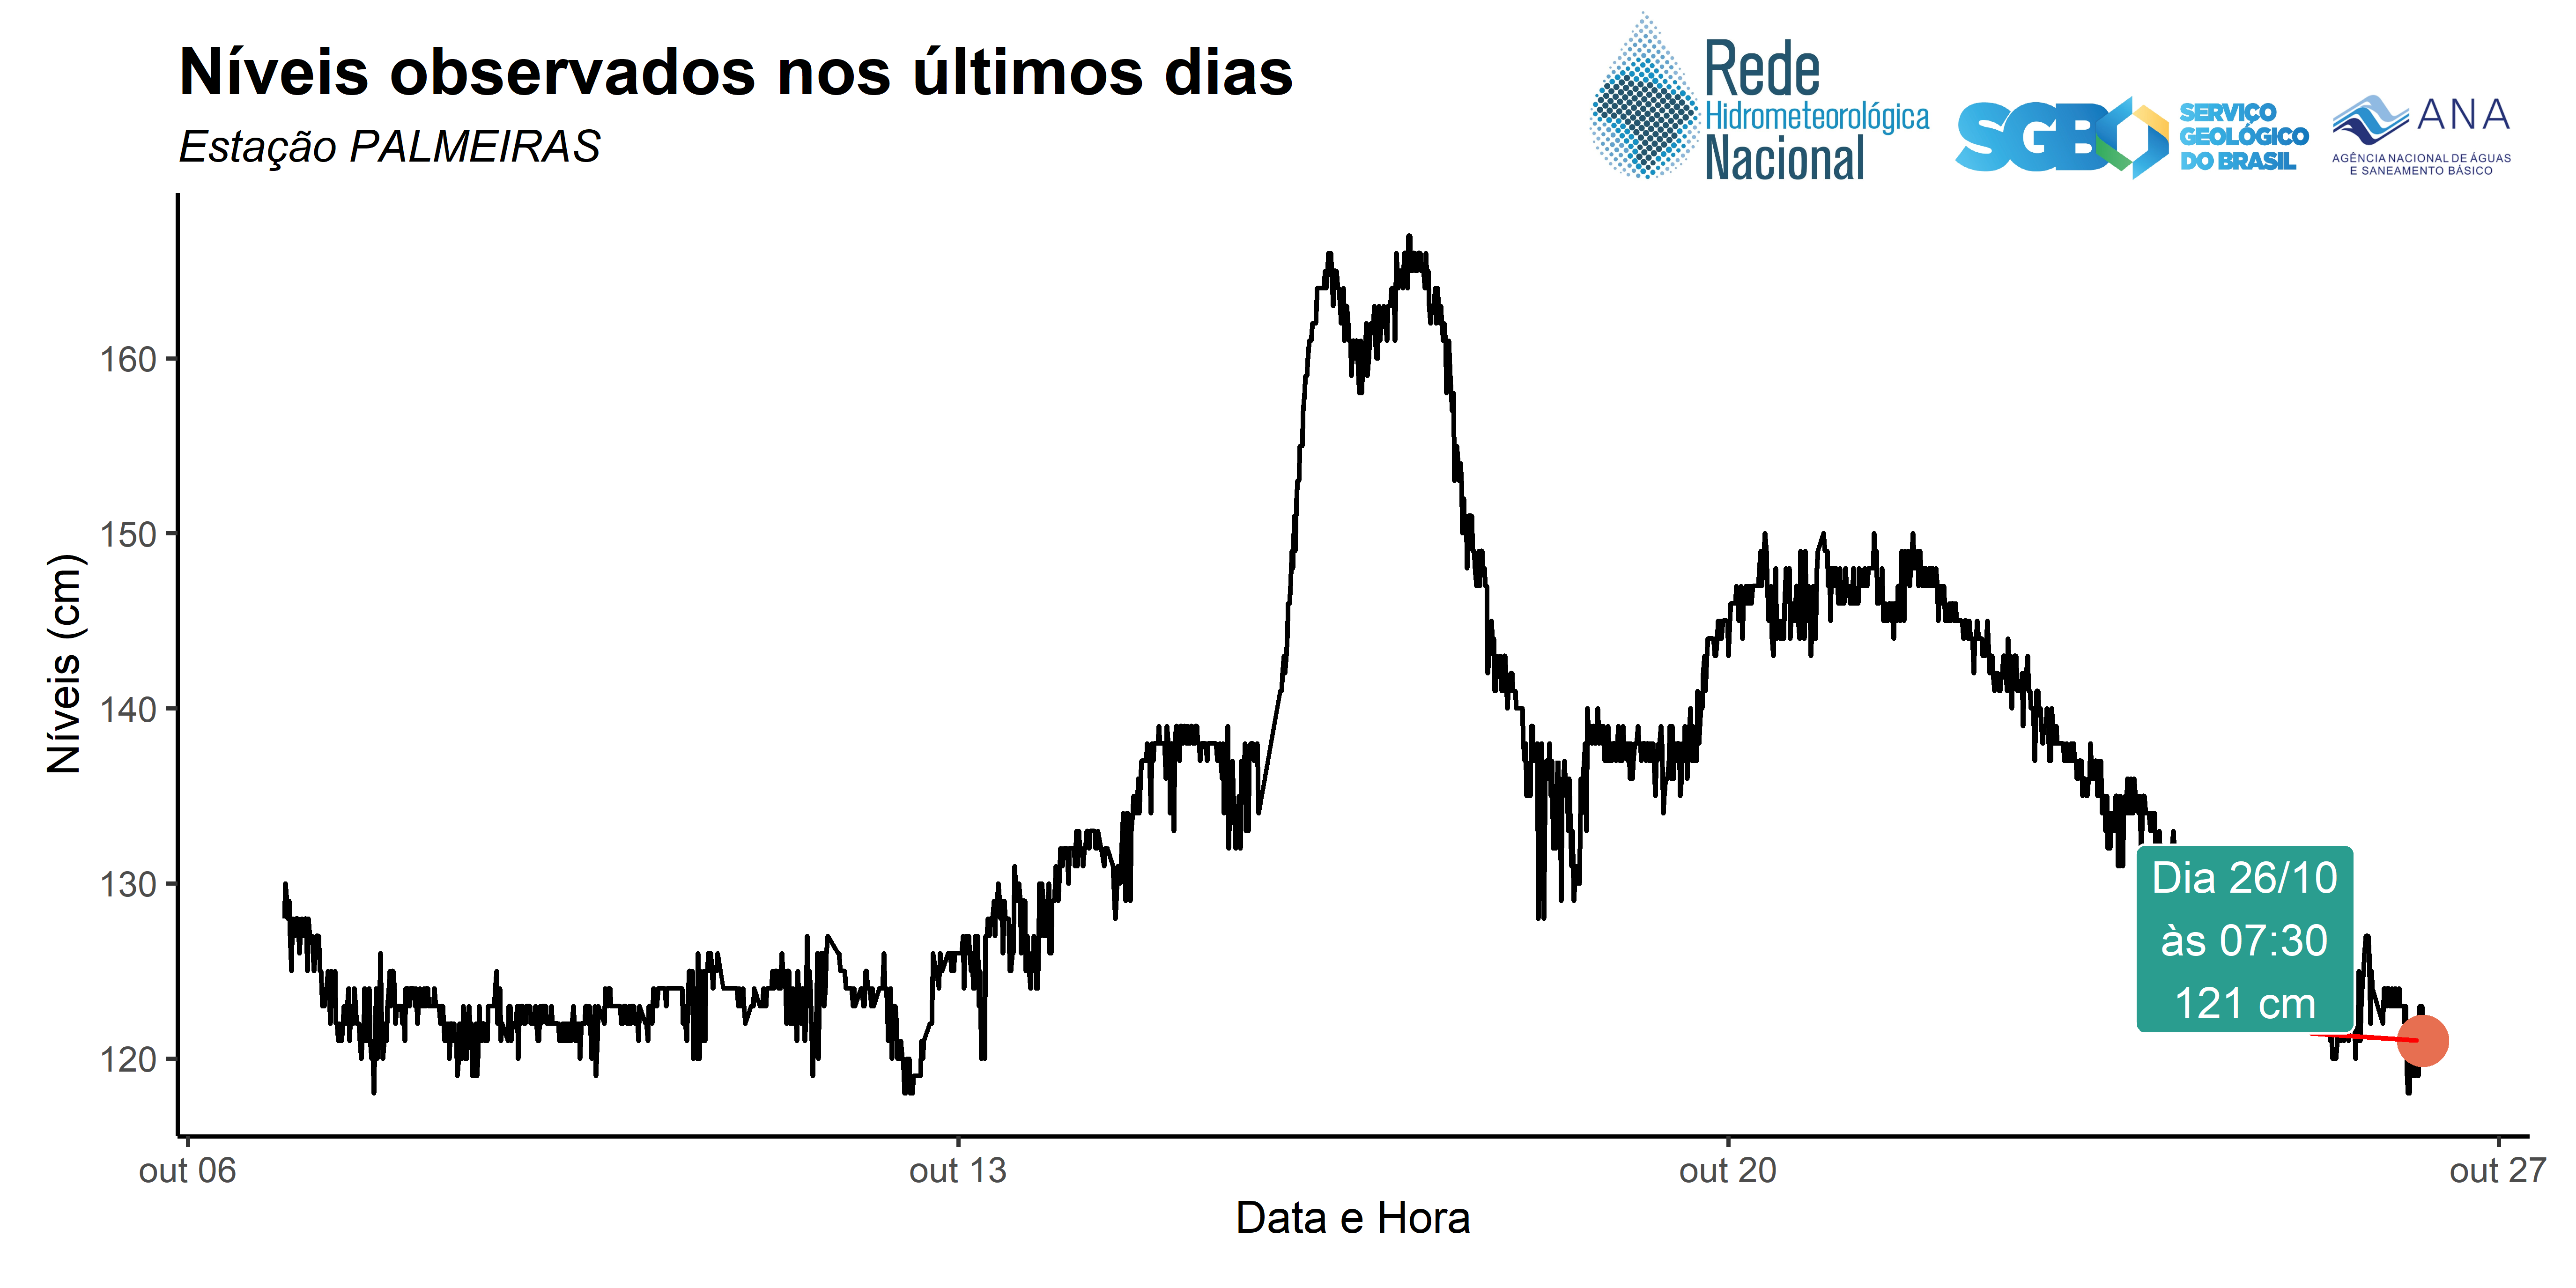 Níveis observados nos últimos dias
Estação PALMEIRAS
Rede
Hidrometeorológica
Nacional
SGB
SERVIÇO
GEOLÓGICO
DO BRASIL
ANA
AGÊNCIA NACIONAL DE ÁGUAS
E SANEAMENTO BÁSICO
Níveis (cm)
160
150
140
130
120
Dia 26/10
às 07:30
121 cm
out 06
out 13
out 20
out 27
Data e Hora